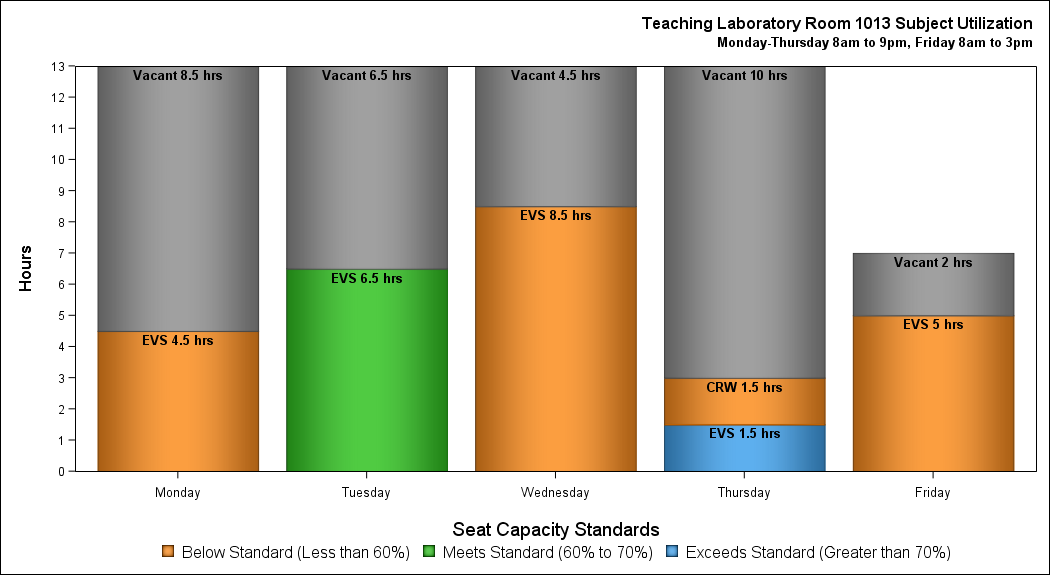 Teaching Laboratory Room 1013 Subject Utilization
Monday-Thursday 8am to 9pm, Friday 8am to 3pm
Hours
13
12
11
10
9
8
7
6
5
4
3
2
1
0
Vacant 8.5 hrs
EVS 4.5 hrs
Vacant 6.5 hrs
EVS 6.5 hrs
Vacant 4.5 hrs
EVS 8.5 hrs
Vacant 10 hrs
CRW 1.5 hrs
EVS 1.5 hrs
Vacant 2 hrs
EVS 5 hrs
Monday
Tuesday
Wednesday
Thursday
Friday
Seat Capacity Standards
Below Standard (Less than 60%)
Meets Standard (60% to 70%)
Exceeds Standard (Greater than 70%)